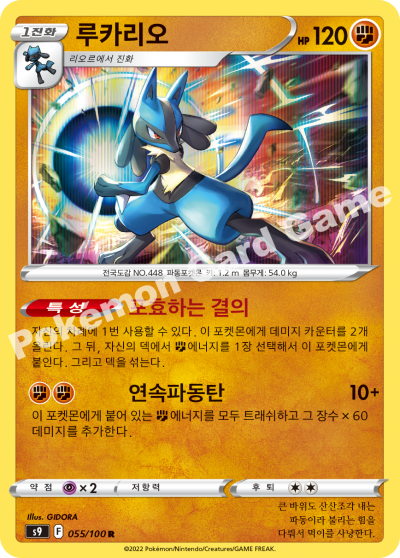 1진화
루카리오
HP 120
리오르에서 진화
전국도감 NO.448 파동포켓몬 키: 1.2 m 몸무게: 54.0 kg
특성 포효하는 결의
자신의 차례에 1번 사용할 수 있다. 이 포켓몬에게 데미지 카운터를 2개
올린다. 그 뒤, 자신의 덱에서 에너지를 1장 선택해서 이 포켓몬에게
붙인다. 그리고 덱을 섞는다.
연속파동탄 10+
이 포켓몬에게 붙어 있는 에너지를 모두 트래쉬하고 그 장수 × 60
데미지를 추가한다.
약점 × 2 저항력 후퇴
Illus. GIDORA
s9 F 055/100 R
큰 바위도 산산조각 내는
파동이라 불리는 힘을
다뤄서 먹이를 사냥한다.
©2022 Pokémon/Nintendo/Creatures/GAME FREAK.
Pokémon Card Game